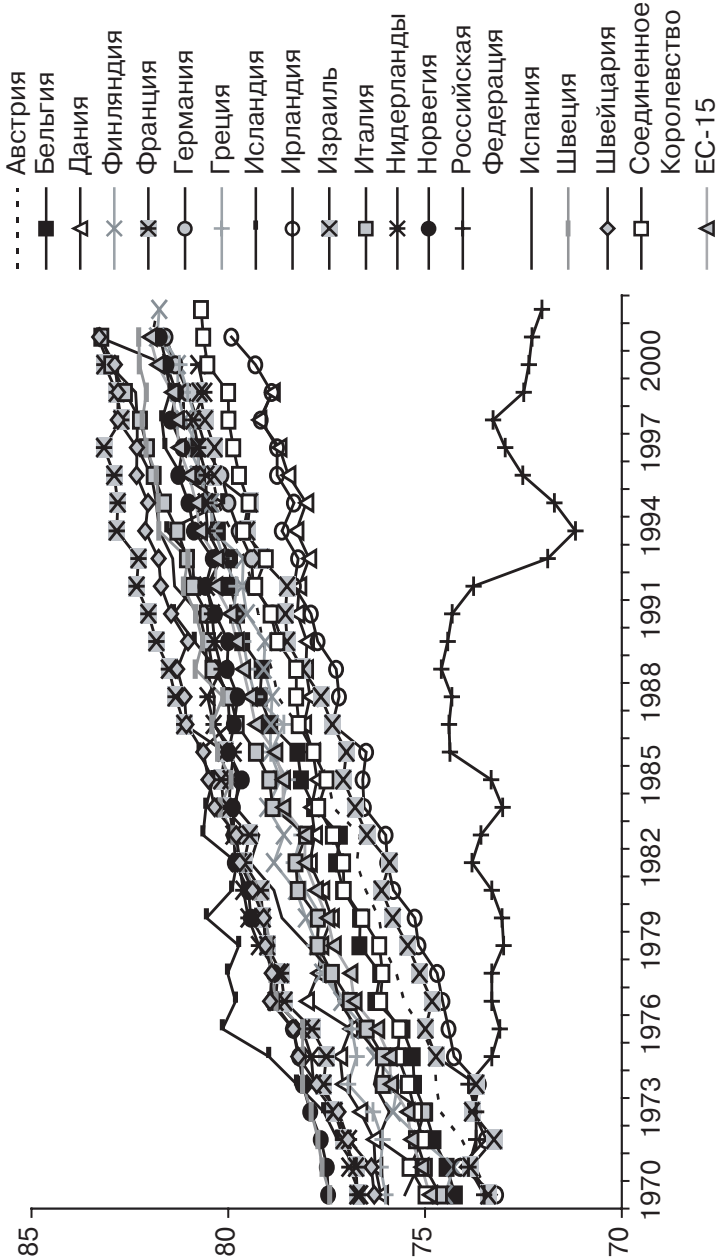 85
80
75
70
1970
1973
1976
1979
1982
1985
1988
1991
1994
1997
2000
Австрия
Бельгия
Дания
Финляндия
Франция
Германия
Греция
Исландия
Ирландия
Израиль
Италия
Нидерланды
Норвегия
Российская
Федерация
Испания
Швеция
Швейцария
Соединенное
Королевство
ЕС-15